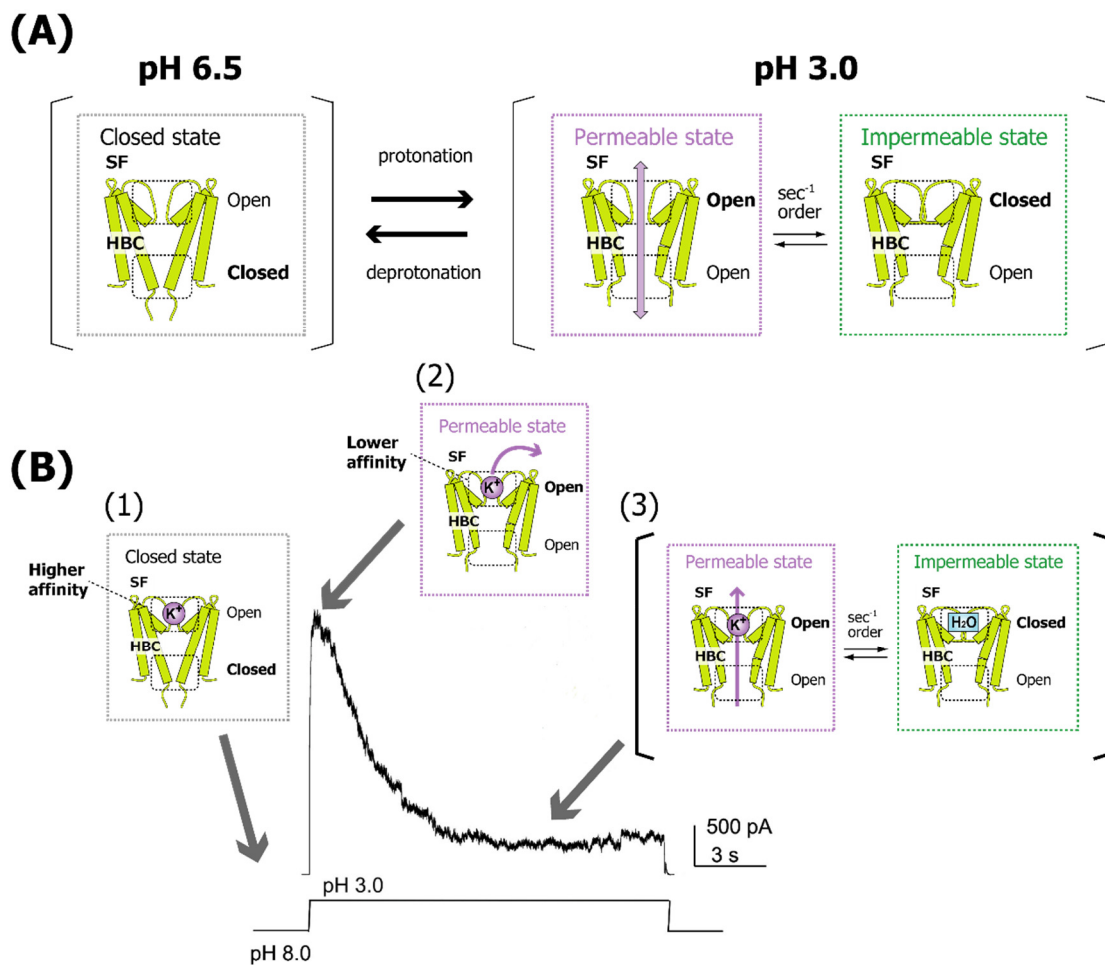 (A)
pH 6.5
pH 3.0
Closed state
SF
Open
HBC
Closed
protonation
deprotonation
Permeable state
SF
Open
HBC
Open
sec-1
order
Impermeable state
SF
Closed
HBC
Open
(B)
(1)
Closed state
Higher
affinity
SF
K+
Open
HBC
Closed
(2)
Permeable state
Lower
affinity
SF
K+
Open
HBC
Open
(3)
Permeable state
SF
K+
Open
HBC
Open
sec-1
order
Impermeable state
SF
H2O
Closed
HBC
Open
500 pA
3 s
pH 3.0
pH 8.0